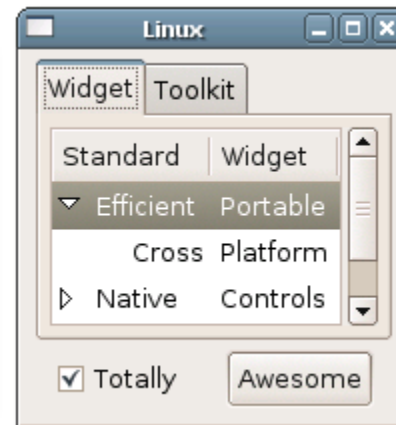 Linux
Widget Toolkit
Standard Widget
Efficient Portable
Cross Platform
Native Controls
Totally Awesome